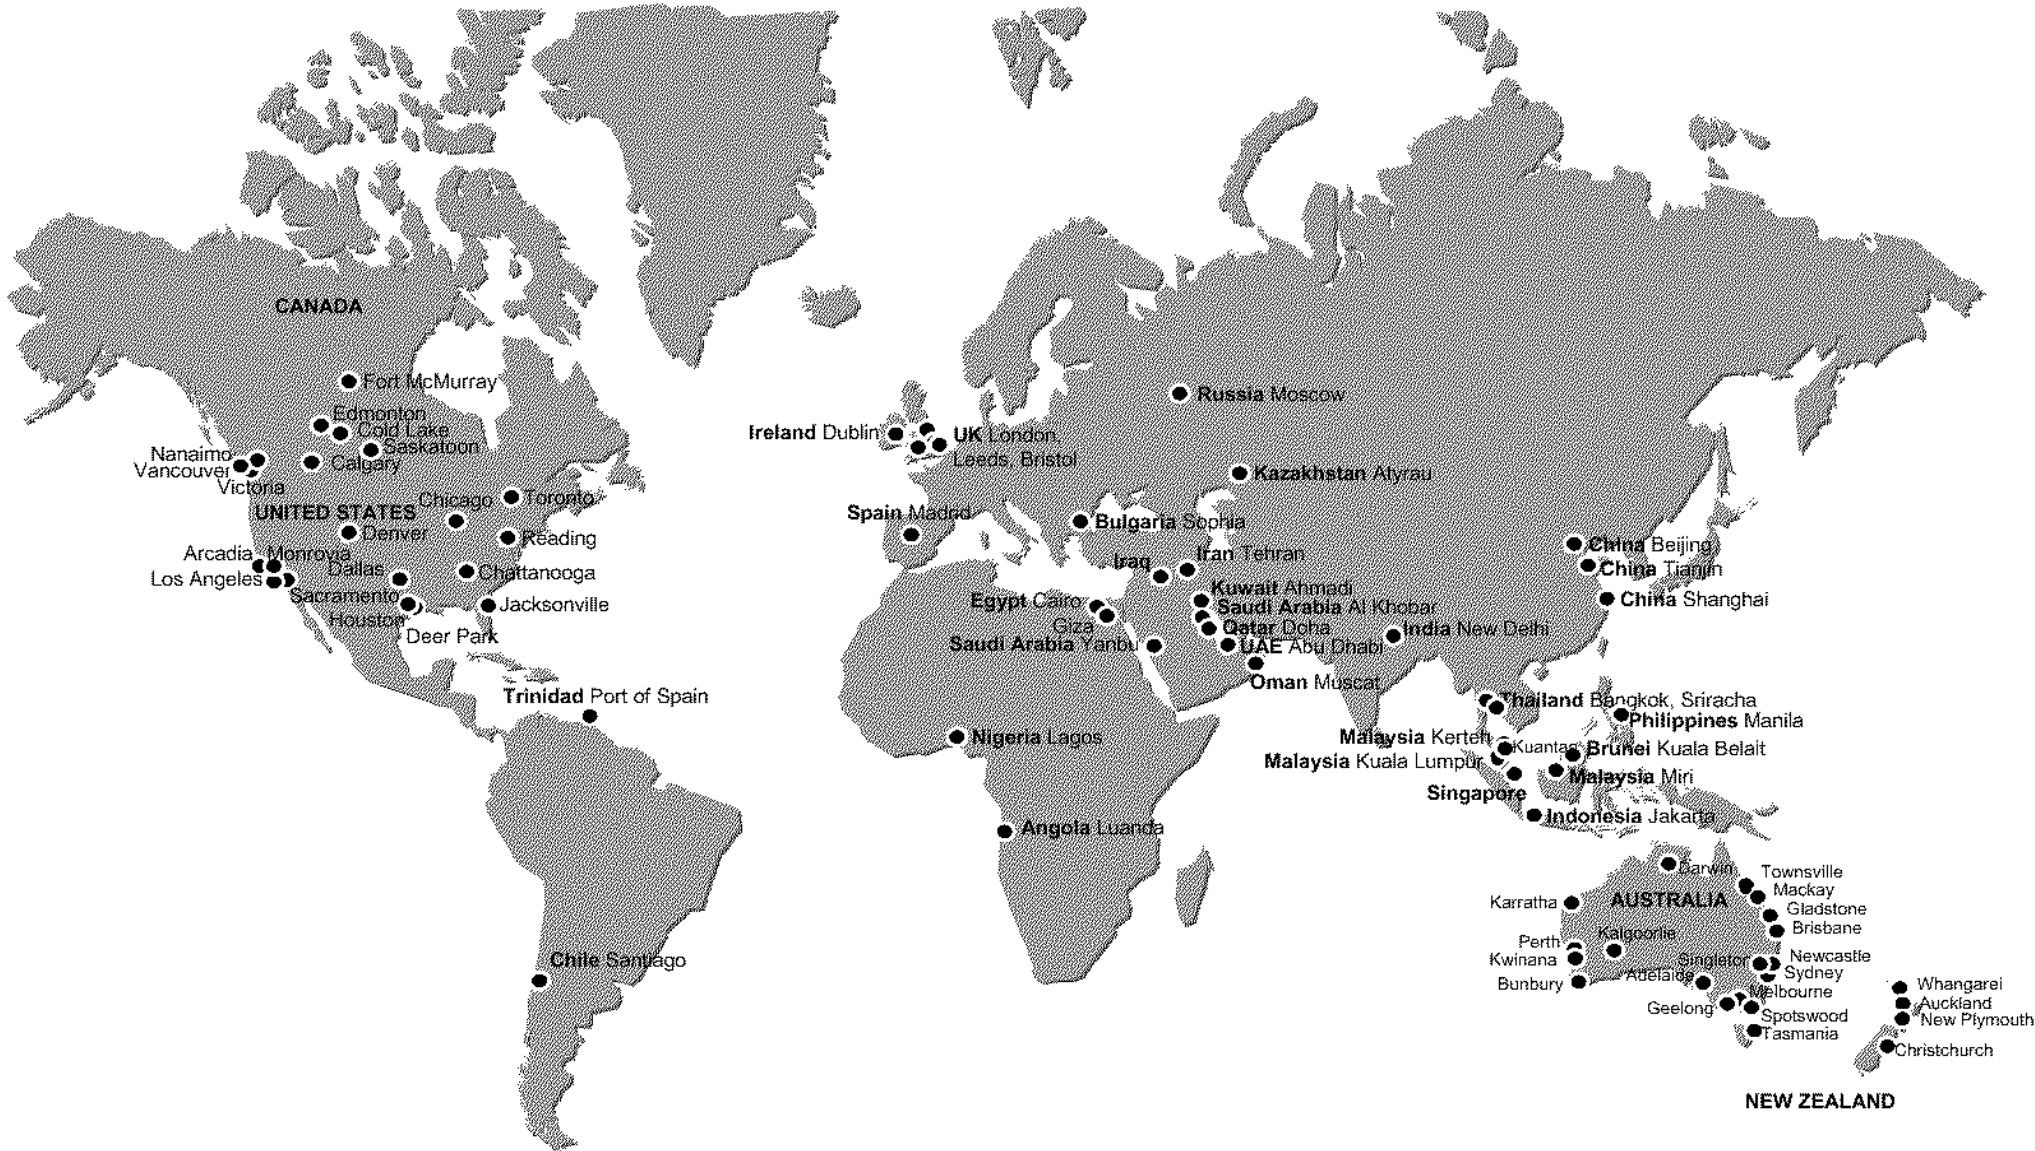 CANADA
Fort McMurray
Edmonton
Cold Lake
Saskatoon
Calgary
Nanaimo
Vancouver
Victoria
Chicago
Toronto
UNITED STATES
Denver
Reading
Arcadia
Monrovia
Los Angeles
Dallas
Chattanooga
Sacramento
Houston
Jacksonville
Deer Park
Trinidad Port of Spain
Chile Santiago
Ireland Dublin
UK London,
Leeds, Bristol
Russia Moscow
Kazakhstan Atyrau
Spain Madrid
Bulgaria Sophia
Iraq
Iran Tehran
Kuwait Ahmadi
Egypt Cairo
Giza
Saudi Arabia Al Khobar
Qatar Doha
Saudi Arabia Yanbu
UAE Abu Dhabi
Oman Muscat
India New Delhi
China Beijing
China Tianjin
China Shanghai
Nigeria Lagos
Angola Luanda
Thailand Bangkok, Sriracha
Philippines Manila
Malaysia Kerteh
Kuantan
Brunei Kuala Belait
Malaysia Kuala Lumpur
Malaysia Miri
Singapore
Indonesia Jakarta
Darwin
Townsville
Mackay
AUSTRALIA
Karratha
Gladstone
Brisbane
Perth
Kalgoorlie
Kwinana
Singleton
Newcastle
Adelaide
Sydney
Bunbury
Melbourne
Geelong
Spotswood
Tasmania
Whangarei
Auckland
New Plymouth
Christchurch
NEW ZEALAND